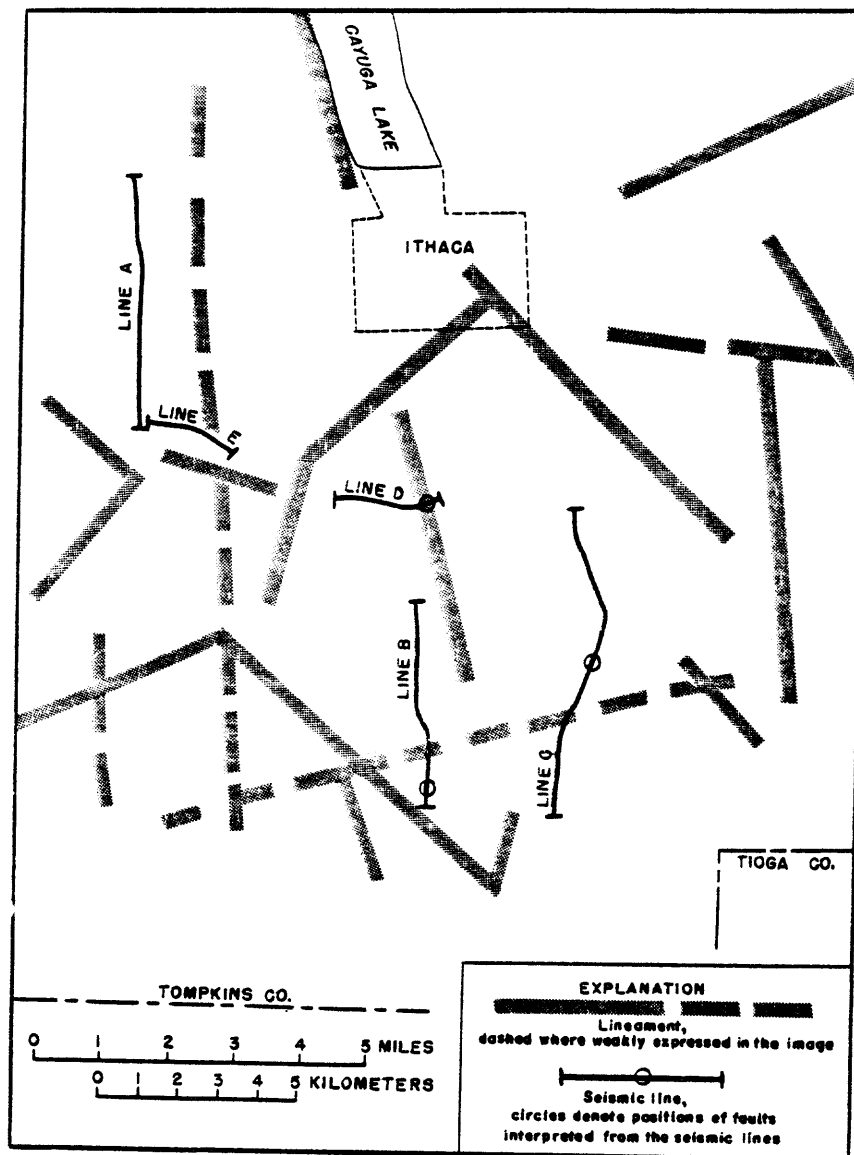 CAYUGA LAKE
ITHACA
LINE A
LINE E
LINE D
LINE B
LINE C
TIOGA CO.
TOMPKINS CO.
0 1 2 3 4 5 MILES
0 1 2 3 4 5 KILOMETERS
EXPLANATION
Lineament,
dashed where weakly expressed in the image
Seismic line,
circles denote positions of faults
interpreted from the seismic lines